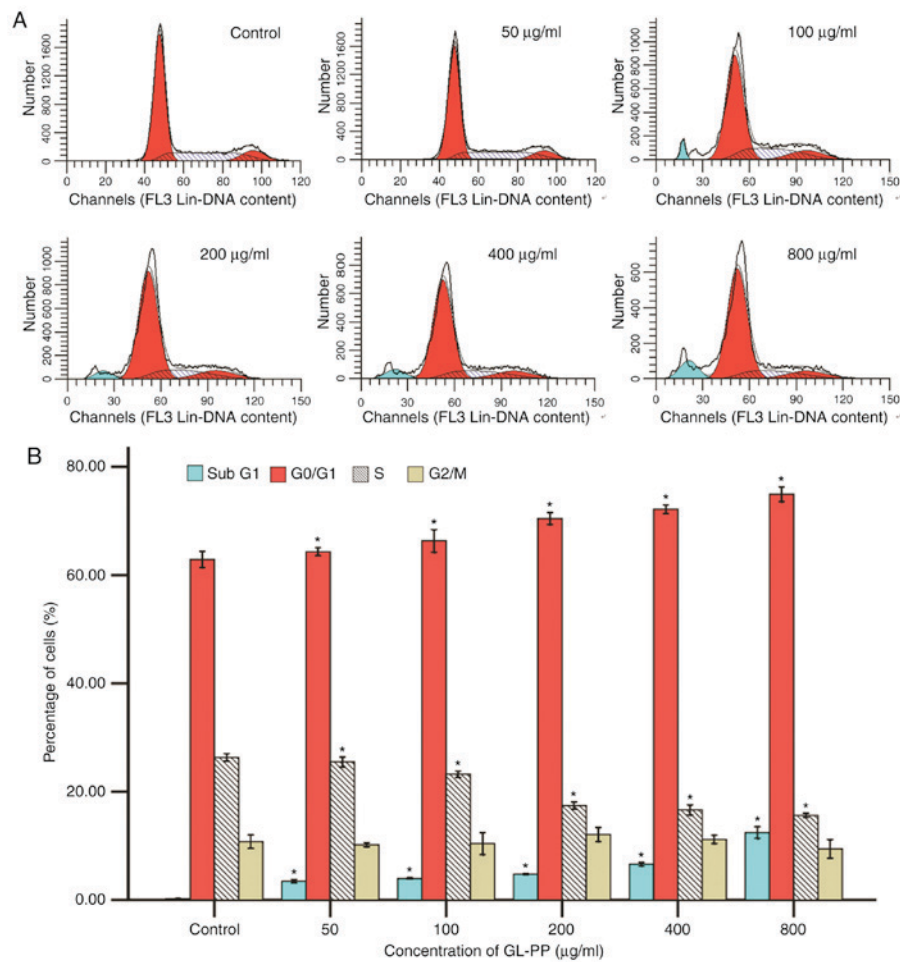 A
Control
Number
0 400 800 1200 1600
0 20 40 60 80 100 120
Channels (FL3 Lin-DNA content)
50 µg/ml
Number
0 400 800 1200 1600
0 20 40 60 80 100 120
Channels (FL3 Lin-DNA content)
100 µg/ml
Number
0 200 400 600 800 1000
0 30 60 90 120 150
Channels (FL3 Lin-DNA content)
200 µg/ml
Number
0 200 400 600 800 1000
0 30 60 90 120 150
Channels (FL3 Lin-DNA content)
400 µg/ml
Number
0 200 400 600 800
0 30 60 90 120 150
Channels (FL3 Lin-DNA content)
800 µg/ml
Number
0 200 400 600
0 30 60 90 120 150
Channels (FL3 Lin-DNA content)
B
Sub G1 G0/G1 S G2/M
Percentage of cells (%)
80.00
60.00
40.00
20.00
0.00
* * * * *
* * * * *
* * * * *
Control 50 100 200 400 800
Concentration of GL-PP (µg/ml)